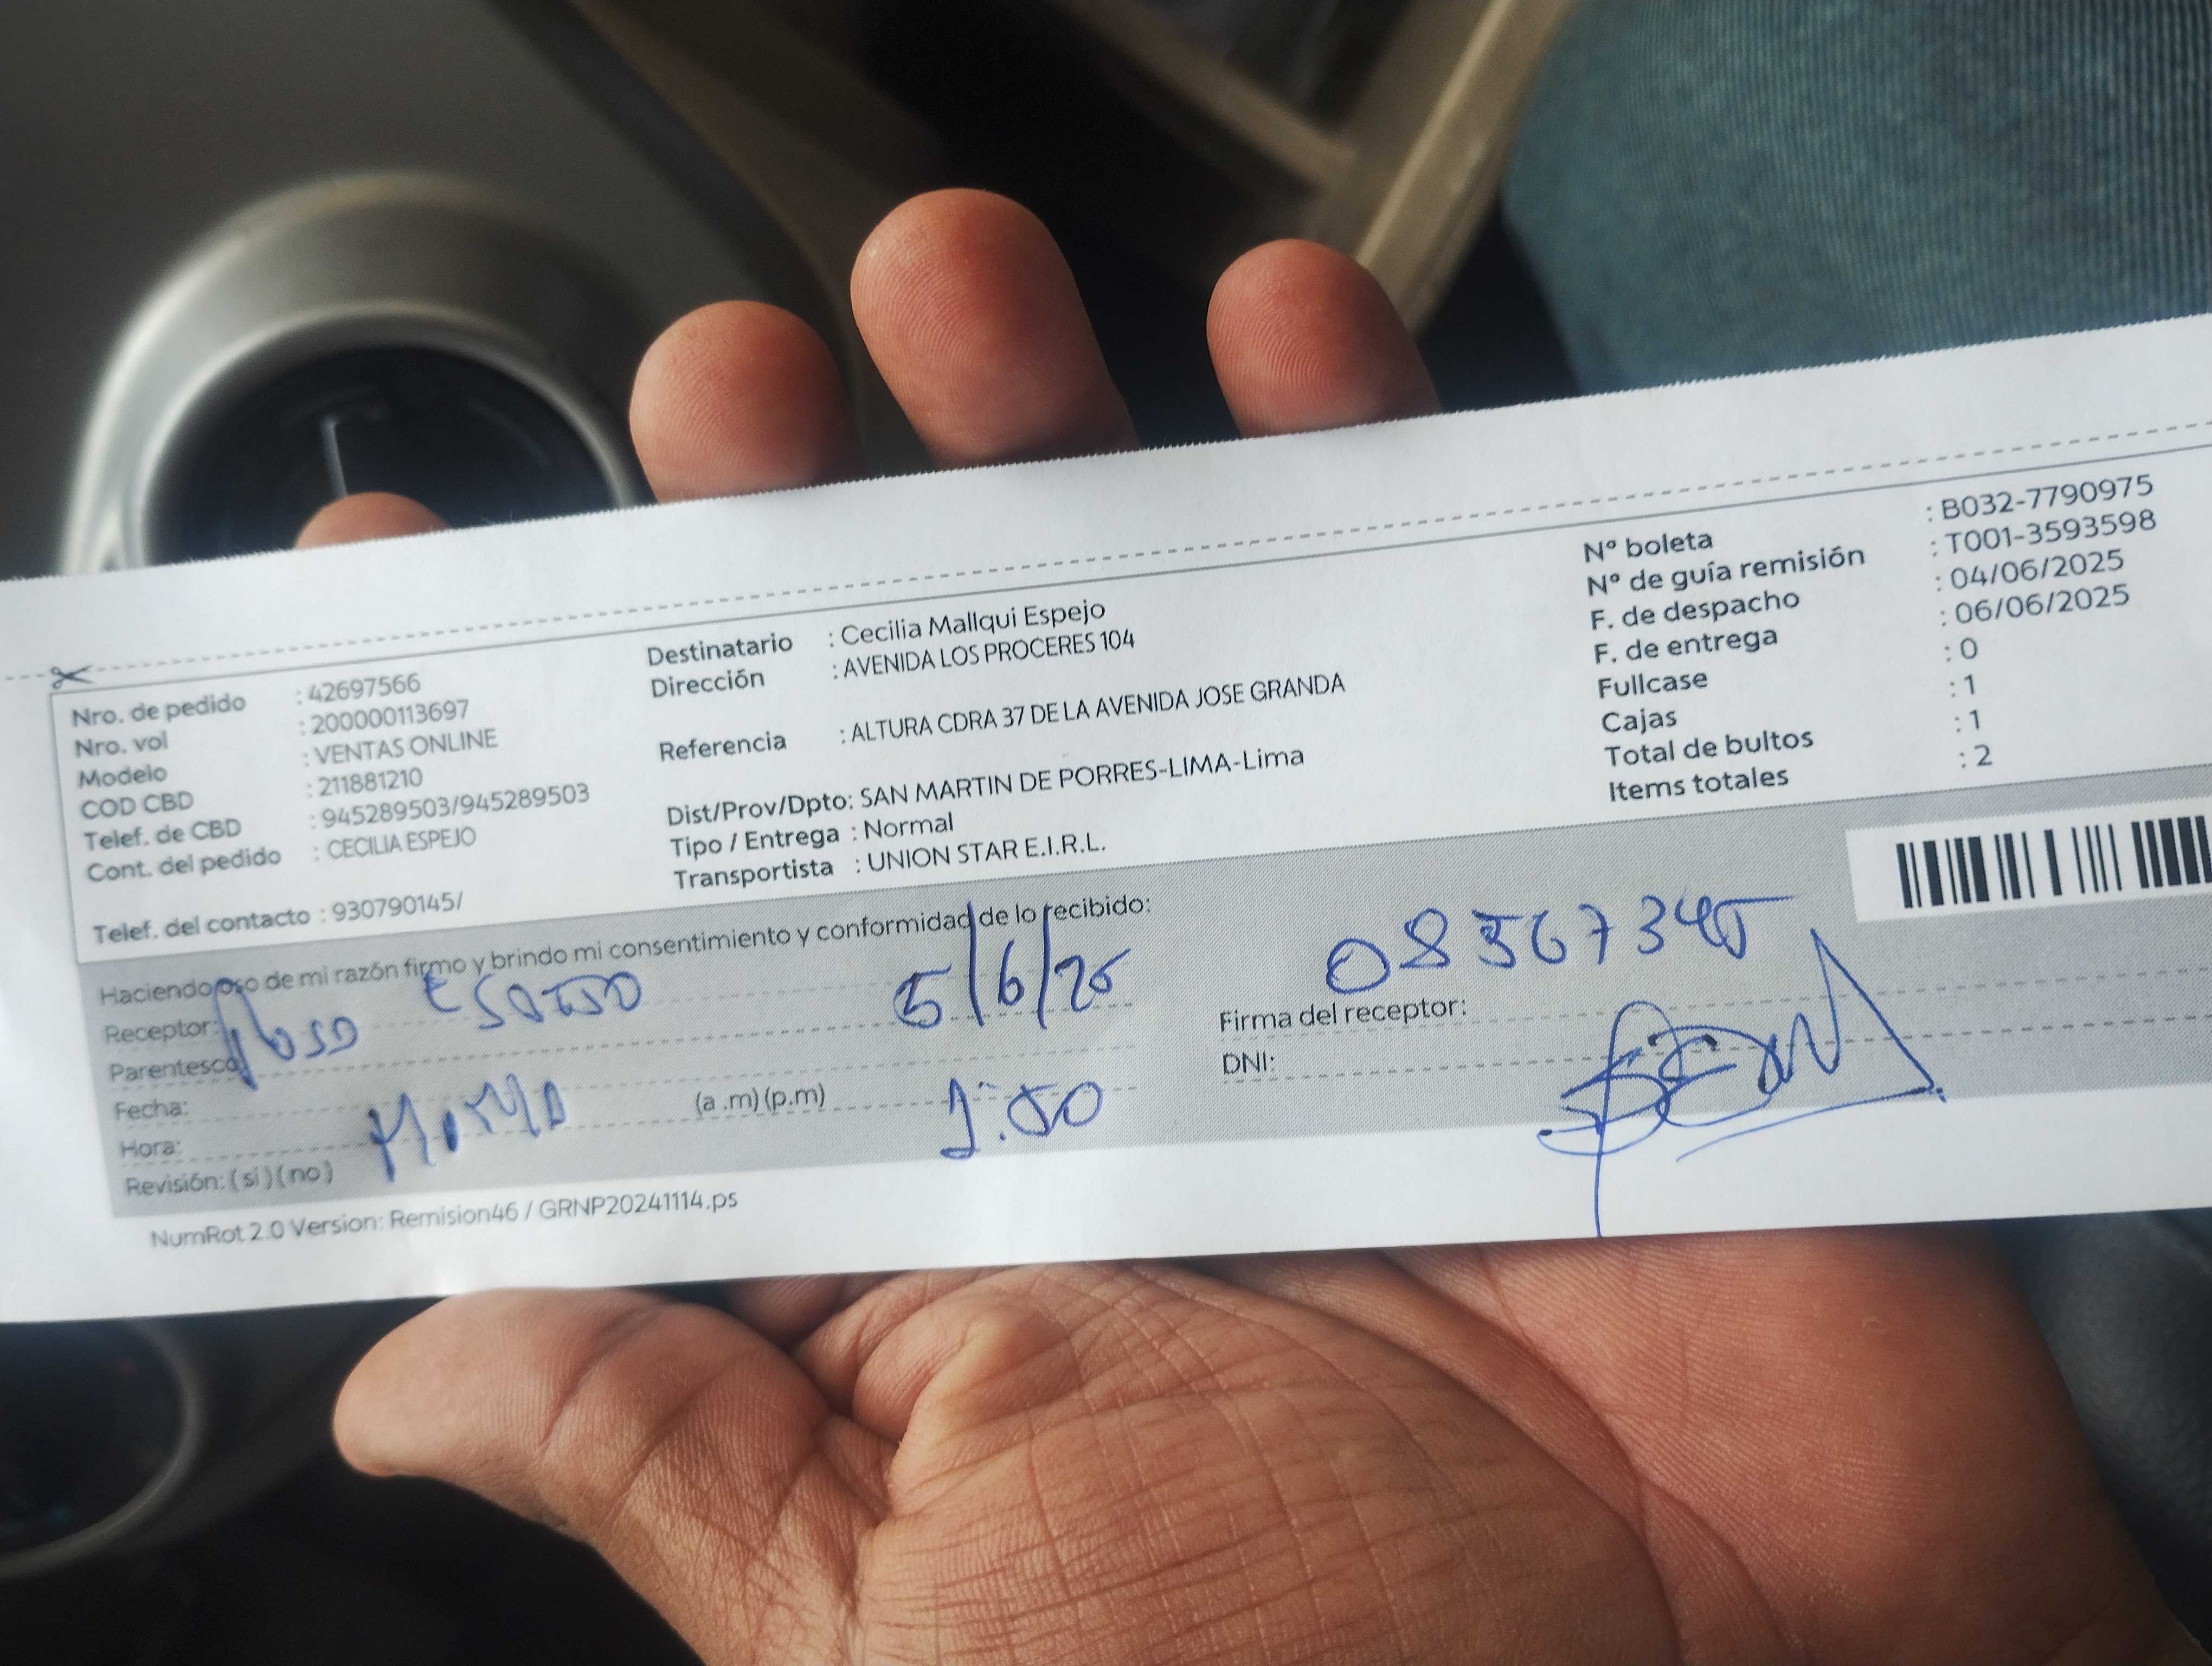 Nro. de pedido : 42697566
Nro. vol : 200000113697
Modelo : VENTAS ONLINE
COD CBD : 211881210
Telef. de CBD : 945289503/945289503
Cont. del pedido : CECILIA ESPEJO
Telef. del contacto : 930790145/
Destinatario : Cecilia Mallqui Espejo
Dirección : AVENIDA LOS PROCERES 104
Referencia : ALTURA CDRA 37 DE LA AVENIDA JOSE GRANDA
Dist/Prov/Dpto: SAN MARTIN DE PORRES-LIMA-Lima
Tipo / Entrega : Normal
Transportista : UNION STAR E.I.R.L.
N° boleta : B032-7790975
N° de guía remisión : T001-3593598
F. de despacho : 04/06/2025
F. de entrega : 06/06/2025
Fullcase : 0
Cajas : 1
Total de bultos : 1
Items totales : 2
Haciendo uso de mi razón firmo y brindo mi consentimiento y conformidad de lo recibido:
Receptor:
Parentesco:
5/6/25
Fecha:
Hora: (a .m) (p.m)
1:50
Revisión: ( si ) ( no )
08567345
Firma del receptor:
DNI:
NumRot 2.0 Version: Remision46 / GRNP20241114.ps